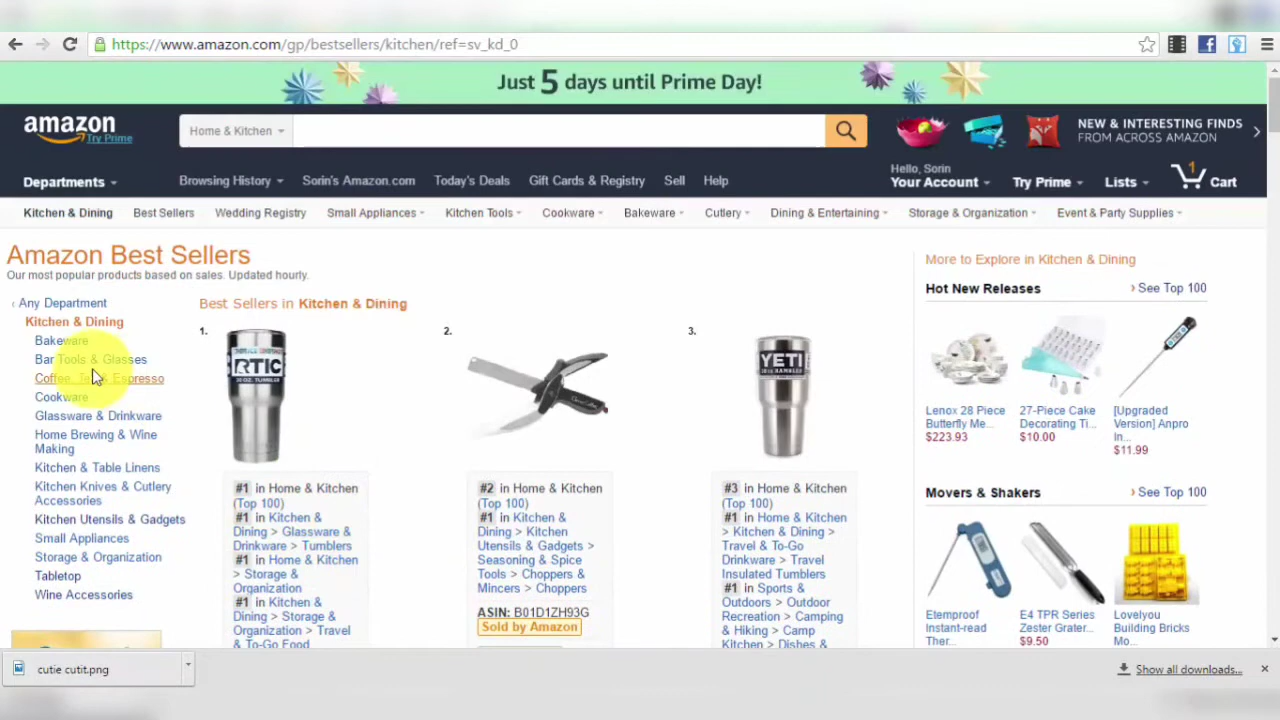 https://www.amazon.com/gp/bestsellers/kitchen/ref=sv_kd_0
Just 5 days until Prime Day!
amazon
Try Prime
Home & Kitchen
NEW & INTERESTING FINDS
FROM ACROSS AMAZON
Departments
Browsing History
Sorin's Amazon.com
Today's Deals
Gift Cards & Registry
Sell
Help
Hello, Sorin
Your Account
Try Prime
Lists
1
Cart
Kitchen & Dining
Best Sellers
Wedding Registry
Small Appliances
Kitchen Tools
Cookware
Bakeware
Cutlery
Dining & Entertaining
Storage & Organization
Event & Party Supplies
Amazon Best Sellers
Our most popular products based on sales. Updated hourly.
‹ Any Department
Kitchen & Dining
Bakeware
Bar Tools & Glasses
Coffee, Espresso
Cookware
Glassware & Drinkware
Home Brewing & Wine
Making
Kitchen & Table Linens
Kitchen Knives & Cutlery
Accessories
Kitchen Utensils & Gadgets
Small Appliances
Storage & Organization
Tabletop
Wine Accessories
Best Sellers in Kitchen & Dining
1.
RTIC
#1 in Home & Kitchen
(Top 100)
#1 in Kitchen &
Dining > Glassware &
Drinkware > Tumblers
#1 in Home & Kitchen
> Storage &
Organization
#1 in Kitchen &
Dining > Storage &
Organization > Travel
& To-Go Food
2.
#2 in Home & Kitchen
(Top 100)
#1 in Kitchen &
Dining > Kitchen
Utensils & Gadgets >
Seasoning & Spice
Tools > Choppers &
Mincers > Choppers
ASIN: B01D1ZH93G
Sold by Amazon
3.
YETI
#3 in Home & Kitchen
(Top 100)
#1 in Home & Kitchen
> Kitchen & Dining >
Travel & To-Go
Drinkware > Travel
Insulated Tumblers
#1 in Sports &
Outdoors > Outdoor
Recreation > Camping
& Hiking > Camp
Kitchen > Dishes &
More to Explore in Kitchen & Dining
Hot New Releases
› See Top 100
Lenox 28 Piece
Butterfly Me...
$223.93
27-Piece Cake
Decorating Ti...
$10.00
[Upgraded
Version] Anpro
In...
$11.99
Movers & Shakers
› See Top 100
Etemproof
Instant-read
Ther...
E4 TPR Series
Zester Grater...
$9.50
Lovelyou
Building Bricks
Mo...
cutie cutit.png
Show all downloads...